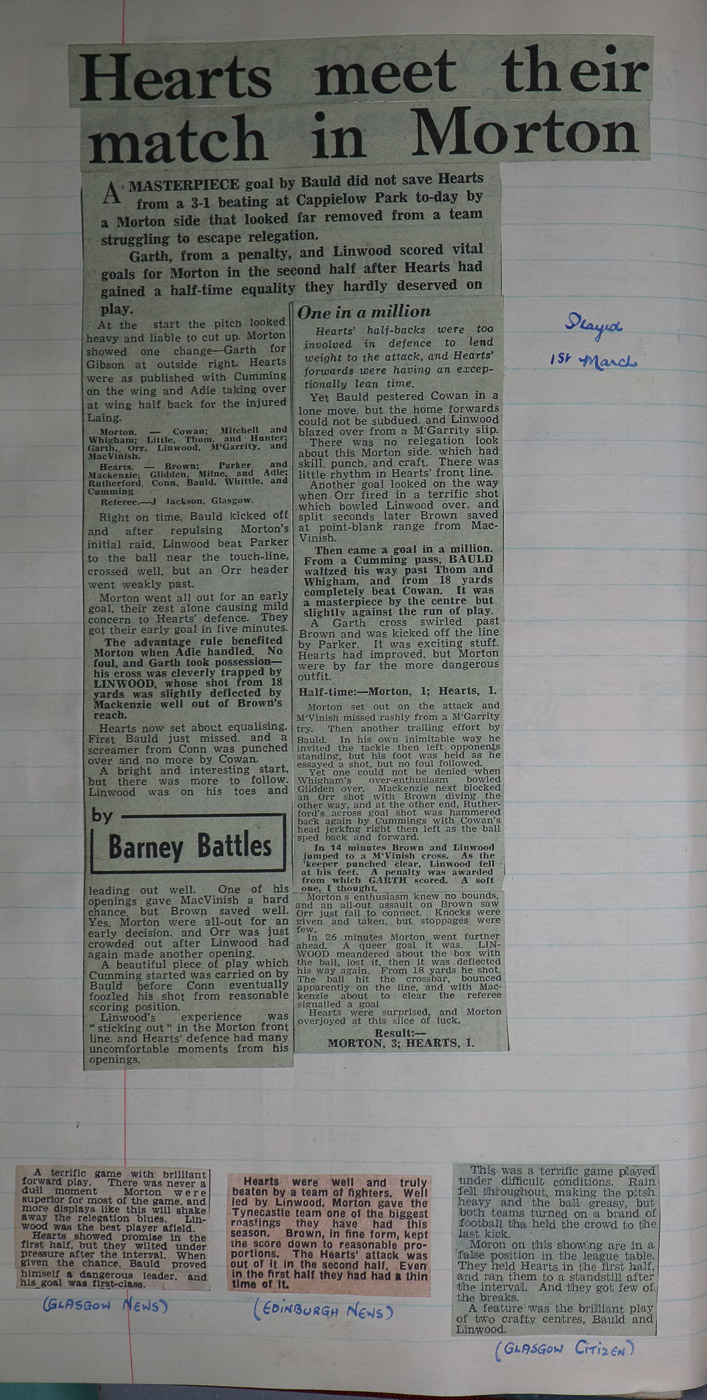 Hearts meet their
match in Morton
A MASTERPIECE goal by Bauld did not save Hearts
from a 3-1 beating at Cappielow Park to-day by
a Morton side that looked far removed from a team
struggling to escape relegation.
Garth, from a penalty, and Linwood scored vital
goals for Morton in the second half after Hearts had
gained a half-time equality they hardly deserved on
play.
At the start the pitch looked
heavy and liable to cut up. Morton
showed one change—Garth for
Gibson at outside right. Hearts
were as published with Cumming
on the wing and Adie taking over
at wing half back for the injured
Laing.
Morton. — Cowan; Mitchell and
Whigham; Little, Thom, and Hunter;
Garth, Orr, Linwood, M'Garrity, and
MacVinish.
Hearts. — Brown; Parker and
Mackenzie; Glidden, Milne, and Adie;
Rutherford, Conn, Bauld, Whittle, and
Cumming
Referee.—J Jackson, Glasgow.
Right on time, Bauld kicked off
and after repulsing Morton's
initial raid, Linwood beat Parker
to the ball near the touch-line,
crossed well, but an Orr header
went weakly past.
Morton went all out for an early
goal, their zest alone causing mild
concern to Hearts' defence. They
got their early goal in five minutes.
The advantage rule benefited
Morton when Adie handled. No
foul, and Garth took possession—
his cross was cleverly trapped by
LINWOOD, whose shot from 18
yards was slightly deflected by
Mackenzie well out of Brown's
reach.
Hearts now set about equalising.
First Bauld just missed, and a
screamer from Conn was punched
over and no more by Cowan.
A bright and interesting start,
but there was more to follow.
Linwood was on his toes and
by
Barney Battles
leading out well. One of his
openings gave MacVinish a hard
chance, but Brown saved well.
Yes, Morton were all-out for an
early decision, and Orr was just
crowded out after Linwood had
again made another opening.
A beautiful piece of play which
Cumming started was carried on by
Bauld before Conn eventually
foozled his shot from reasonable
scoring position.
Linwood's experience was
"sticking out" in the Morton front
line, and Hearts' defence had many
uncomfortable moments from his
openings.
One in a million
Hearts' half-backs were too
involved in defence to lend
weight to the attack, and Hearts'
forwards were having an excep-
tionally lean time.
Yet Bauld pestered Cowan in a
lone move, but the home forwards
could not be subdued, and Linwood
blazed over from a M'Garrity slip.
There was no relegation look
about this Morton side, which had
skill, punch, and craft. There was
little rhythm in Hearts' front line.
Another goal looked on the way
when Orr fired in a terrific shot
which bowled Linwood over, and
split seconds later Brown saved
at point-blank range from Mac-
Vinish.
Then came a goal in a million.
From a Cumming pass, BAULD
waltzed his way past Thom and
Whigham, and from 18 yards
completely beat Cowan. It was
a masterpiece by the centre but
slightly against the run of play.
A Garth cross swirled past
Brown and was kicked off the line
by Parker. It was exciting stuff.
Hearts had improved, but Morton
were by far the more dangerous
outfit.
Half-time:—Morton, 1; Hearts, 1.
Morton set out on the attack and
M'Vinish missed rashly from a M'Garrity
try. Then another trailing effort by
Bauld. In his own inimitable way he
invited the tackle then left opponents
standing, but his foot was held as he
essayed a shot, but no foul followed.
Yet one could not be denied when
Whigham's over-enthusiasm bowled
Glidden over. Mackenzie next blocked
an Orr shot with Brown diving the
other way, and at the other end, Ruther-
ford's across goal shot was hammered
back again by Cummings with Cowan's
head jerking right then left as the ball
sped back and forward.
In 14 minutes Brown and Linwood
jumped to a M'Vinish cross. As the
'keeper punched clear, Linwood fell
at his feet. A penalty was awarded
from which GARTH scored. A soft
one, I thought.
Morton's enthusiasm knew no bounds,
and an all-out assault on Brown saw
Orr just fail to connect. Knocks were
given and taken, but stoppages were
few.
In 26 minutes Morton went further
ahead. A queer goal it was. LIN-
WOOD meandered about the box with
the ball, lost it, then it was deflected
his way again. From 18 yards he shot.
The ball hit the crossbar, bounced
apparently on the line, and with Mac-
kenzie about to clear the referee
signalled a goal
Hearts were surprised, and Morton
overjoyed at this slice of luck.
Result:—
MORTON, 3; HEARTS, 1.
Played
1st March
A terrific game with brilliant
forward play. There was never a
dull moment Morton were
superior for most of the game, and
more displays like this will shake
away the relegation blues. Lin-
wood was the best player afield.
Hearts showed promise in the
first half, but they wilted under
pressure after the interval. When
given the chance, Bauld proved
himself a dangerous leader, and
his goal was first-class.
(GLASGOW NEWS)
Hearts were well and truly
beaten by a team of fighters. Well
led by Linwood, Morton gave the
Tynecastle team one of the biggest
roastings they have had this
season. Brown, in fine form, kept
the score down to reasonable pro-
portions. The Hearts' attack was
out of it in the second half. Even
in the first half they had had a thin
time of it.
(EDINBURGH NEWS)
This was a terrific game played
under difficult conditions. Rain
fell throughout, making the pitsh
heavy and the ball greasy, but
both teams turned on a brand of
football tha held the crowd to the
last kick.
Moron on this showing are in a
false position in the league table.
They held Hearts in the first half,
and ran them to a standstill after
the interval. And they got few of
the breaks.
A feature was the brilliant play
of two crafty centres, Bauld and
Linwood.
(GLASGOW CITIZEN)